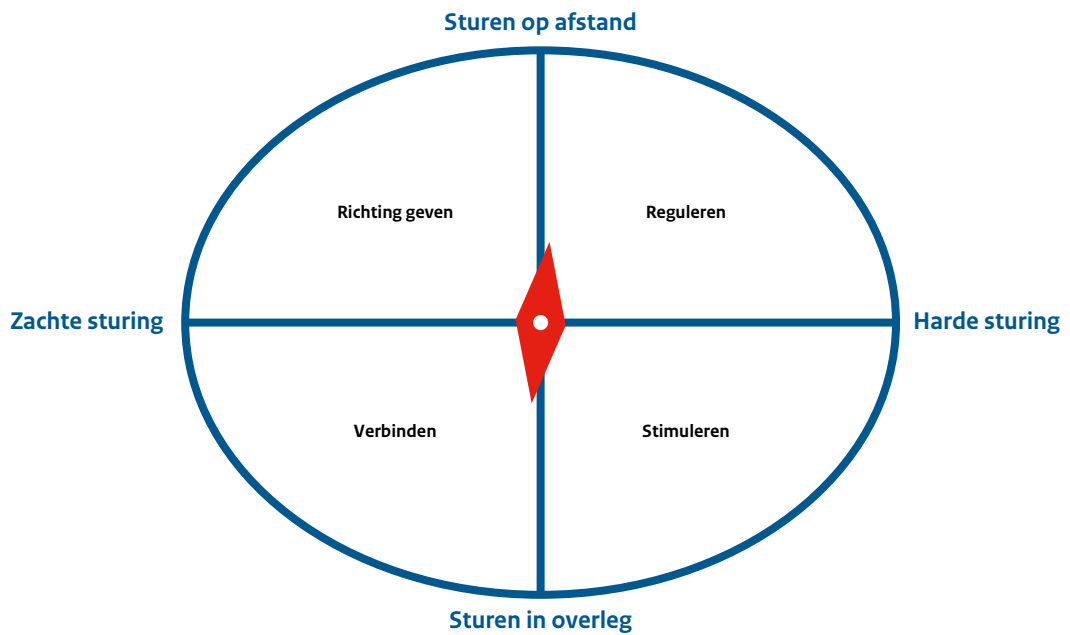 Sturen op afstand
Richting geven
Reguleren
Zachte sturing
Harde sturing
Verbinden
Stimuleren
Sturen in overleg